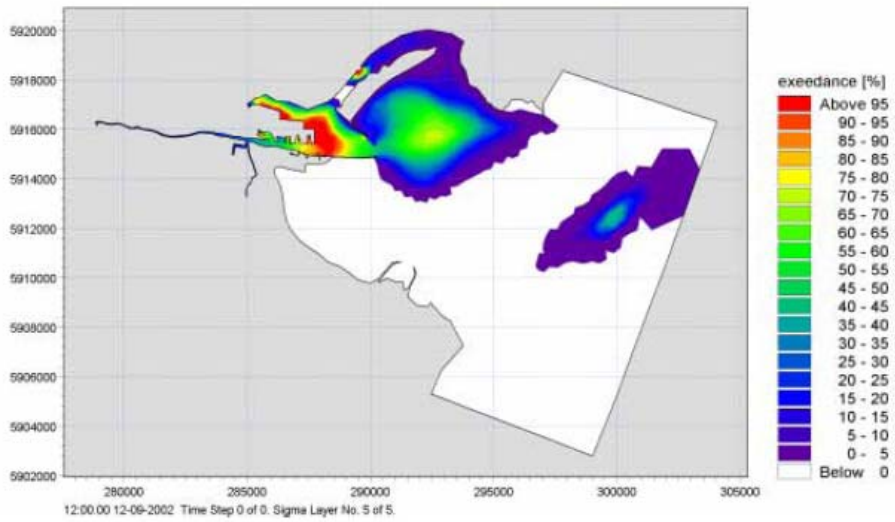 5920000
5918000
5916000
5914000
5912000
5910000
5908000
5906000
5904000
5902000
280000 285000 290000 295000 300000 305000
12:00.00 12-09-2002 Time Step 0 of 0. Sigma Layer No. 5 of 5.
exeedance [%]
Above 95
90 - 95
85 - 90
80 - 85
75 - 80
70 - 75
65 - 70
60 - 65
55 - 60
50 - 55
45 - 50
40 - 45
35 - 40
30 - 35
25 - 30
20 - 25
15 - 20
10 - 15
5 - 10
0 - 5
Below 0